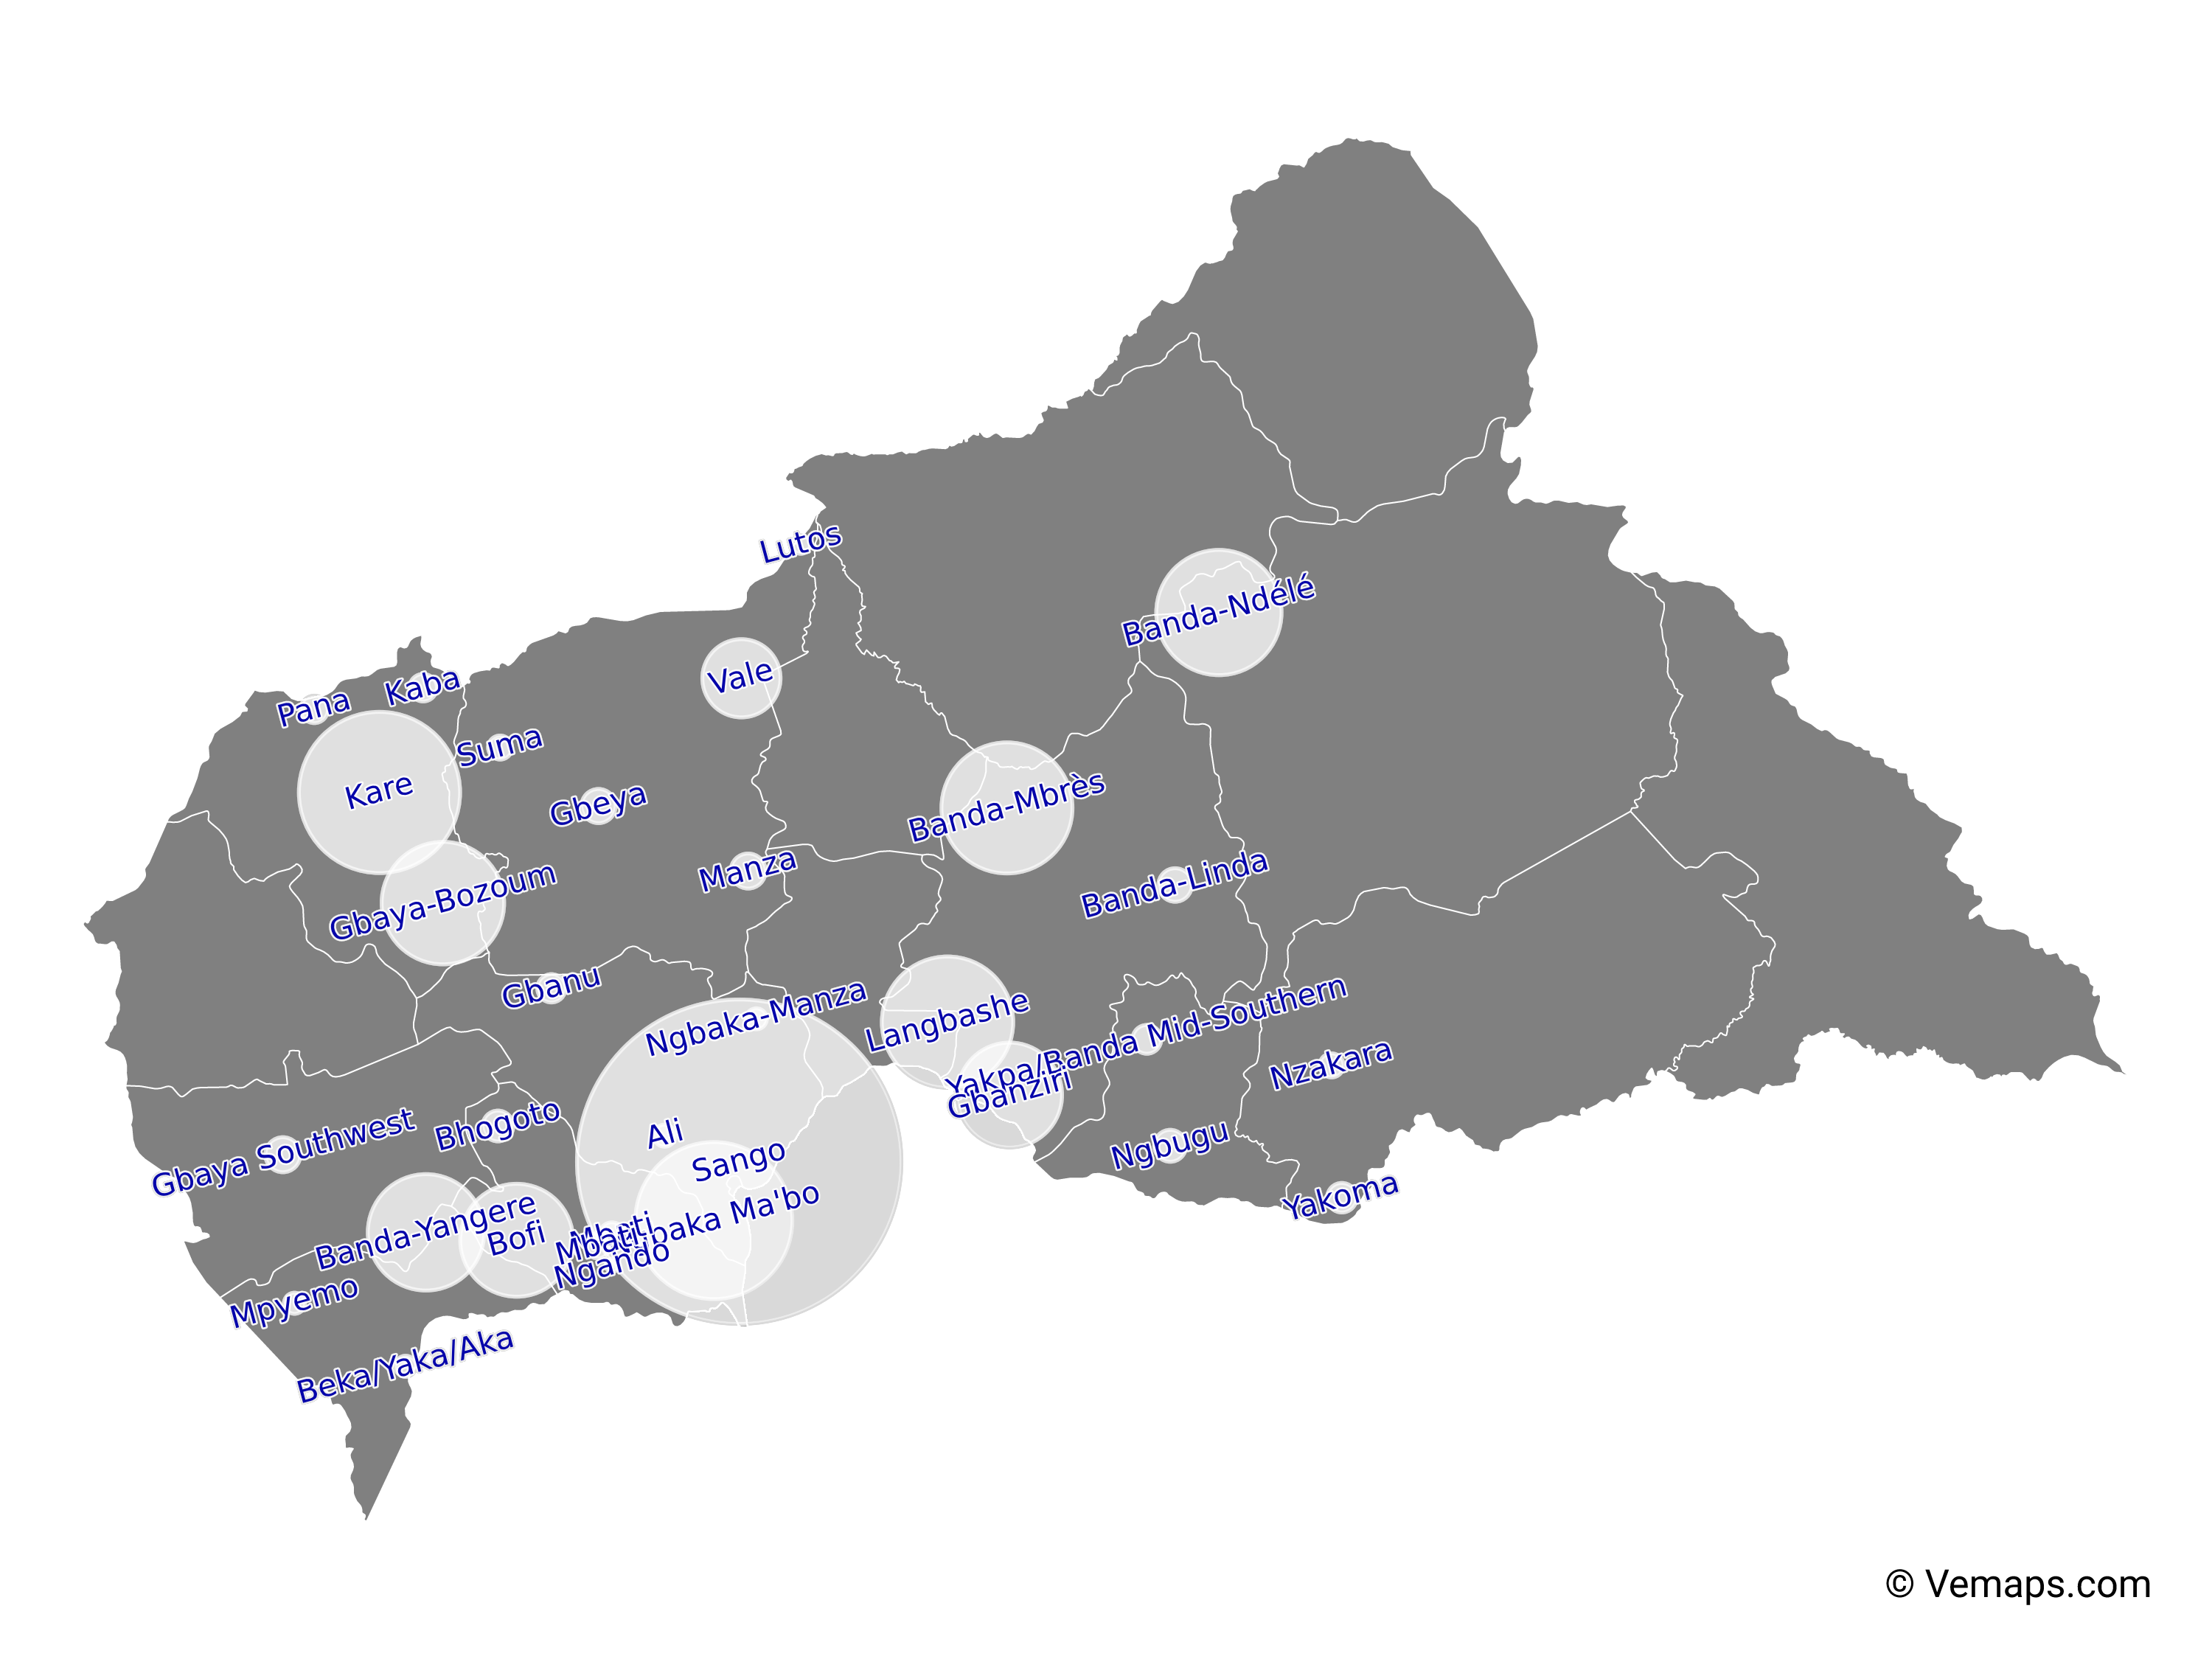 Lutos
Banda-Ndélé
Vale
Kaba
Pana
Suma
Kare
Gbeya
Banda-Mbrès
Manza
Banda-Linda
Gbaya-Bozoum
Gbanu
Ngbaka-Manza
Langbashe
Yakpa/Banda Mid-Southern
Gbanziri
Nzakara
Bhogoto
Ali
Gbaya Southwest
Sango
Ngbugu
Yakoma
Banda-Yangere
Bofi
Mbati
Ma'bo
Ngando
Mpyemo
Beka/Yaka/Aka
© Vemaps.com